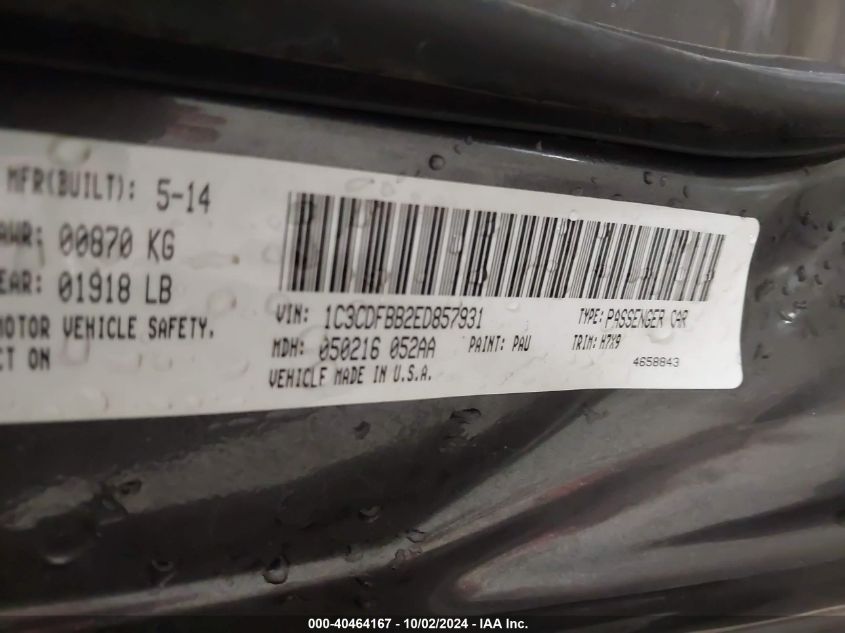 MFR(BUILT): 5-14
AWR: 00870 KG
EAR: 01918 LB
MOTOR VEHICLE SAFETY.
CT ON
VIN: 1C3CDFBB2ED857931 TYPE: PASSENGER CAR
MDH: 050216 052AA PAINT: PAU TRIM: H7X9
VEHICLE MADE IN U.S.A. 4658843
000-40464167 - 10/02/2024 - IAA Inc.